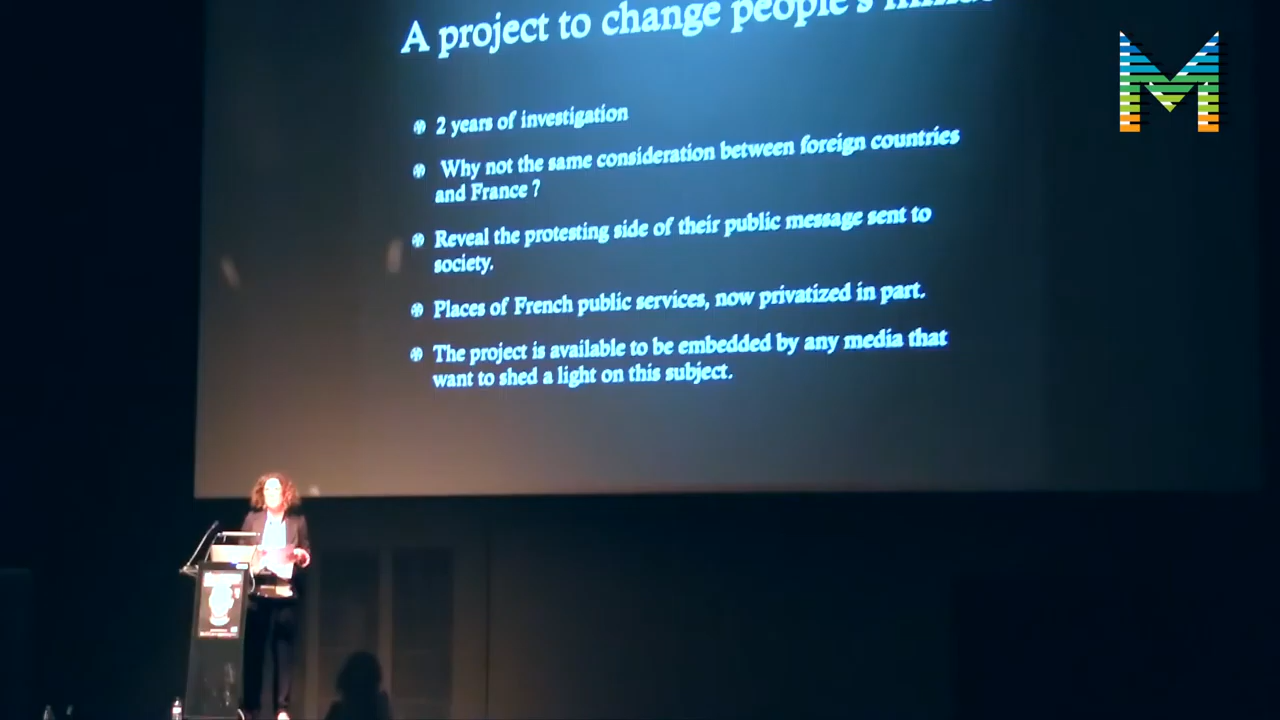 A project to change people's
2 years of investigation
Why not the same consideration between foreign countries
and France ?
Reveal the protesting side of their public message sent to
society.
Places of French public services, now privatized in part.
The project is available to be embedded by any media that
want to shed a light on this subject.
M